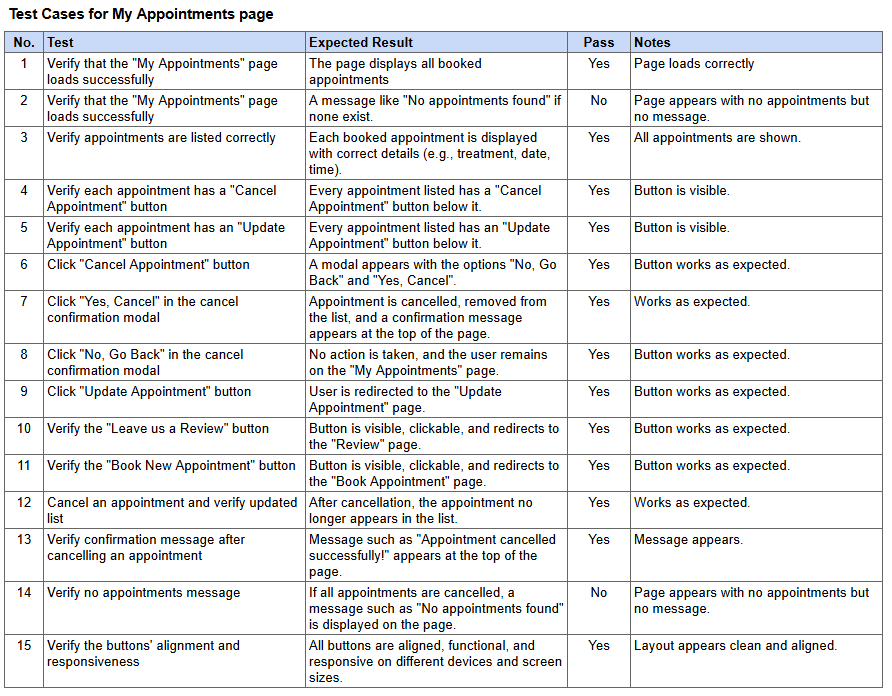 Test Cases for My Appointments page
No. Test Expected Result Pass Notes
1 Verify that the "My Appointments" page The page displays all booked Yes Page loads correctly
loads successfully appointments
2 Verify that the "My Appointments" page A message like "No appointments found" if No Page appears with no appointments but
loads successfully none exist. no message.
3 Verify appointments are listed correctly Each booked appointment is displayed Yes All appointments are shown.
with correct details (e.g., treatment, date,
time).
4 Verify each appointment has a "Cancel Every appointment listed has a "Cancel Yes Button is visible.
Appointment" button Appointment" button below it.
5 Verify each appointment has an "Update Every appointment listed has an "Update Yes Button is visible.
Appointment" button Appointment" button below it.
6 Click "Cancel Appointment" button A modal appears with the options "No, Go Yes Button works as expected.
Back" and "Yes, Cancel".
7 Click "Yes, Cancel" in the cancel Appointment is cancelled, removed from Yes Works as expected.
confirmation modal the list, and a confirmation message
appears at the top of the page.
8 Click "No, Go Back" in the cancel No action is taken, and the user remains Yes Button works as expected.
confirmation modal on the "My Appointments" page.
9 Click "Update Appointment" button User is redirected to the "Update Yes Button works as expected.
Appointment" page.
10 Verify the "Leave us a Review" button Button is visible, clickable, and redirects to Yes Button works as expected.
the "Review" page.
11 Verify the "Book New Appointment" button Button is visible, clickable, and redirects to Yes Button works as expected.
the "Book Appointment" page.
12 Cancel an appointment and verify updated After cancellation, the appointment no Yes Works as expected.
list longer appears in the list.
13 Verify confirmation message after Message such as "Appointment cancelled Yes Message appears.
cancelling an appointment successfully!" appears at the top of the
page.
14 Verify no appointments message If all appointments are cancelled, a No Page appears with no appointments but
message such as "No appointments found" no message.
is displayed on the page.
15 Verify the buttons' alignment and All buttons are aligned, functional, and Yes Layout appears clean and aligned.
responsiveness responsive on different devices and screen
sizes.